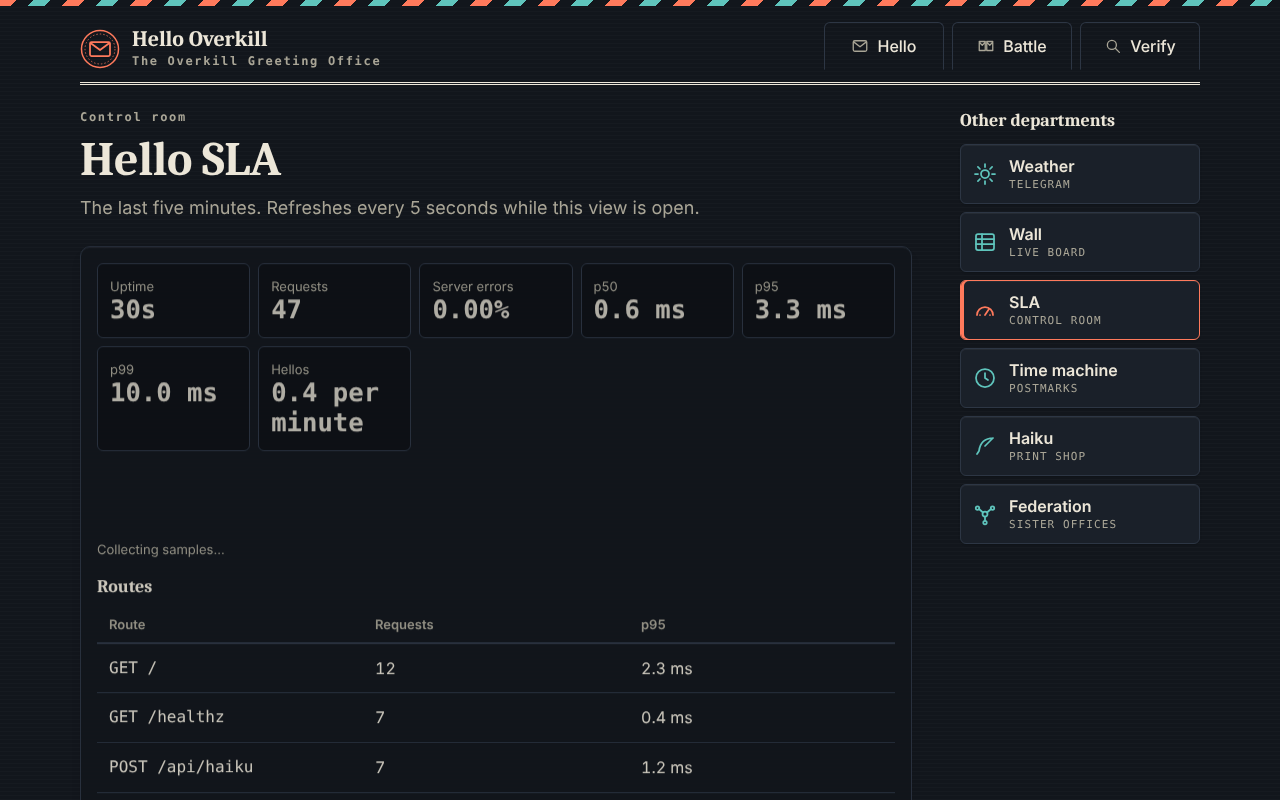 Hello Overkill
The Overkill Greeting Office
Hello
Battle
Verify
Control room
Hello SLA
The last five minutes. Refreshes every 5 seconds while this view is open.
Uptime
30s
Requests
47
Server errors
0.00%
p50
0.6 ms
p95
3.3 ms
p99
10.0 ms
Hellos
0.4 per
minute
Collecting samples…
Routes
Route Requests p95
GET / 12 2.3 ms
GET /healthz 7 0.4 ms
POST /api/haiku 7 1.2 ms
Other departments
Weather
TELEGRAM
Wall
LIVE BOARD
SLA
CONTROL ROOM
Time machine
POSTMARKS
Haiku
PRINT SHOP
Federation
SISTER OFFICES